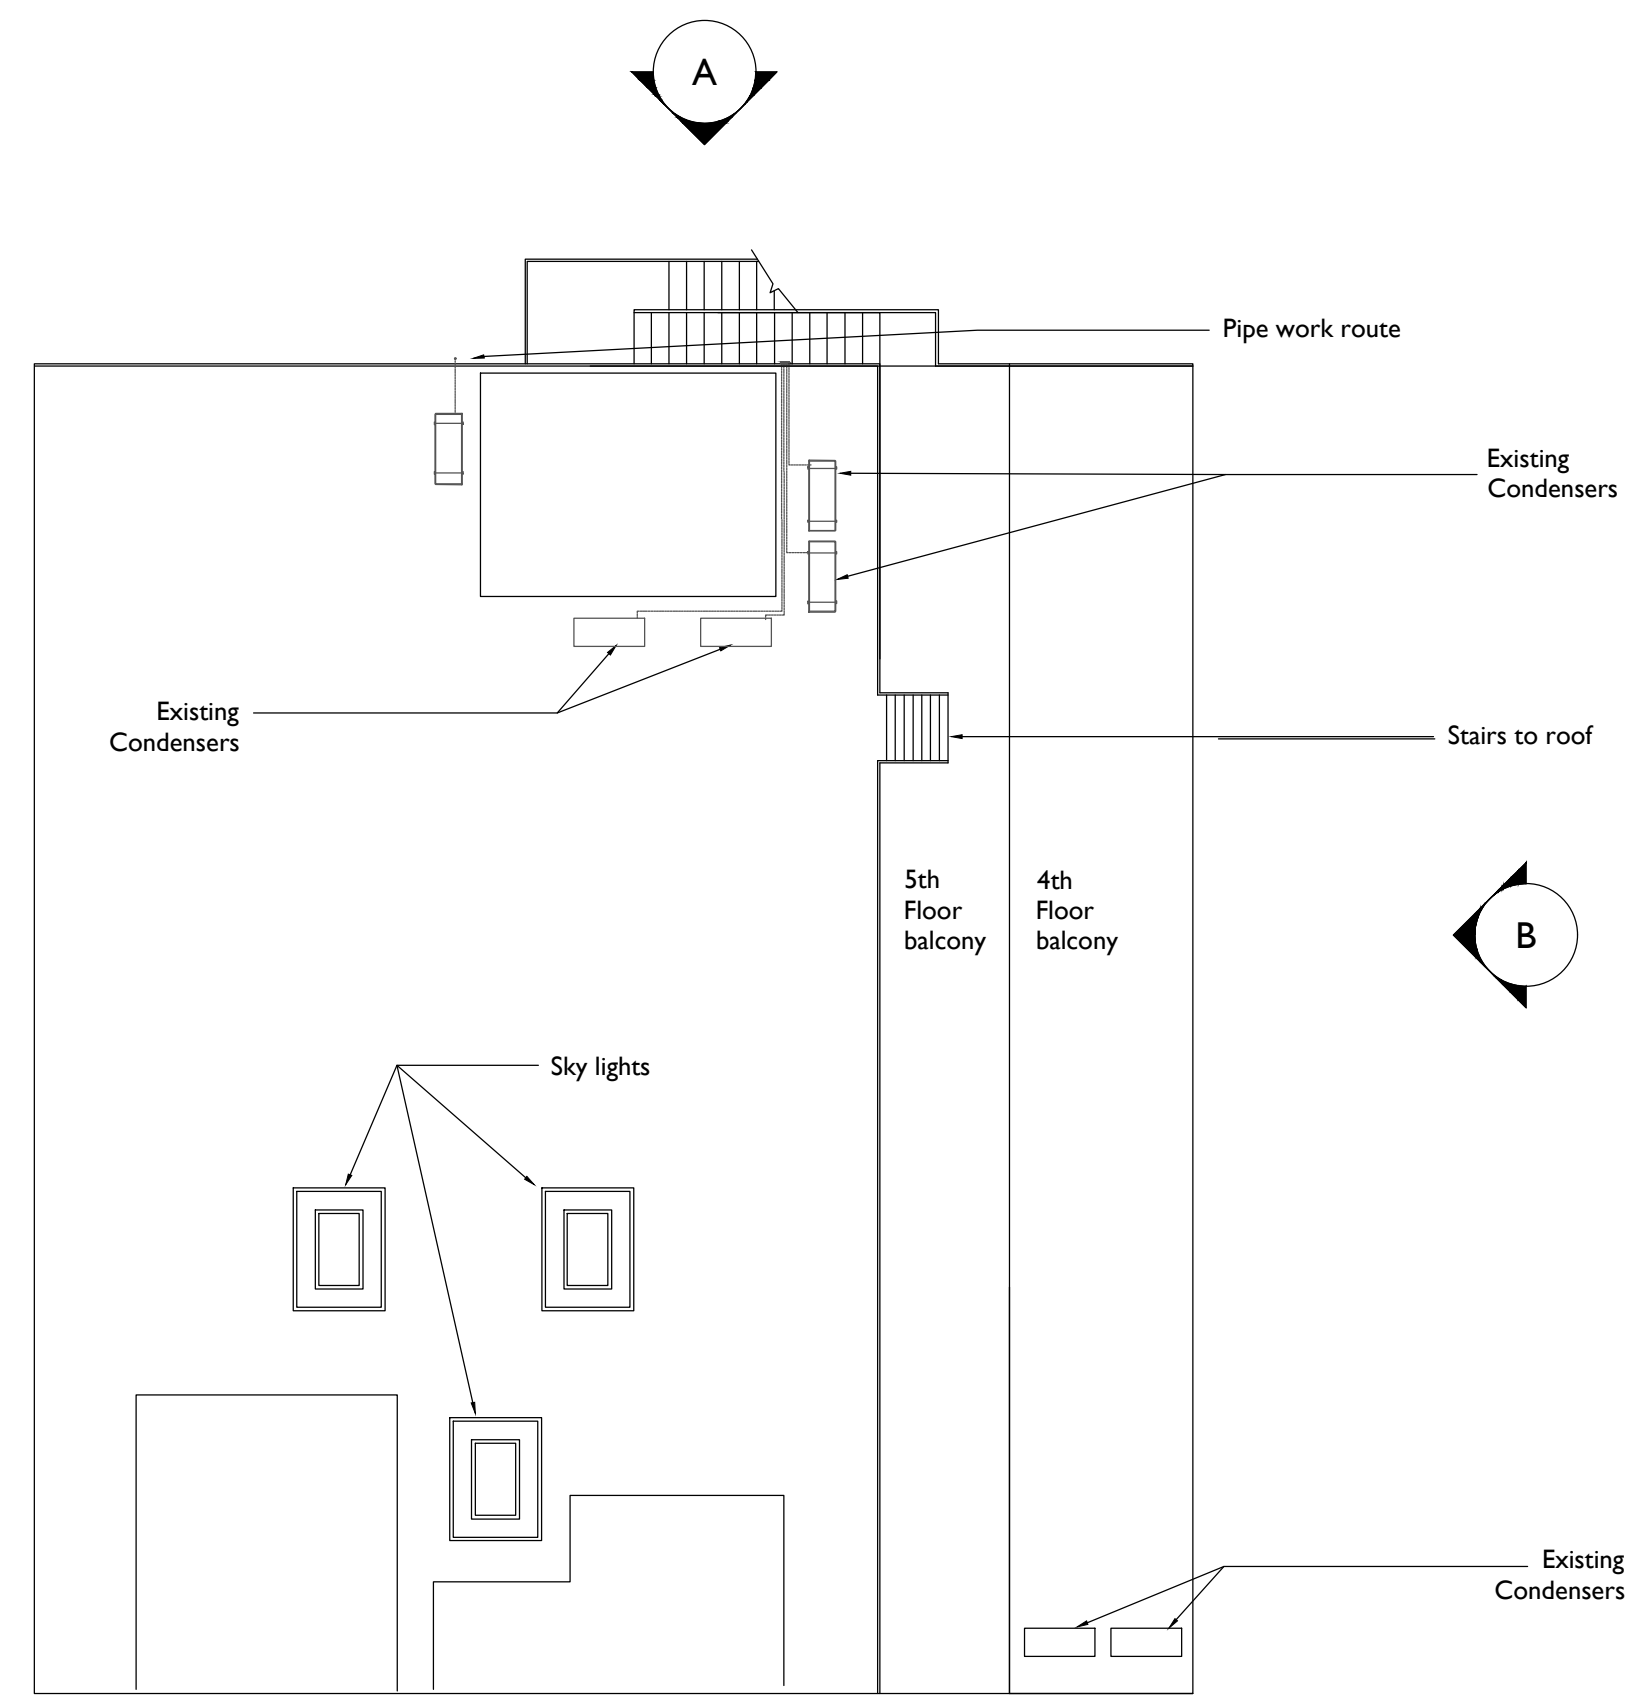 A
Pipe work route
Existing
Condensers
Existing
Condensers
Stairs to roof
5th
Floor
balcony
4th
Floor
balcony
B
Sky lights
Existing
Condensers